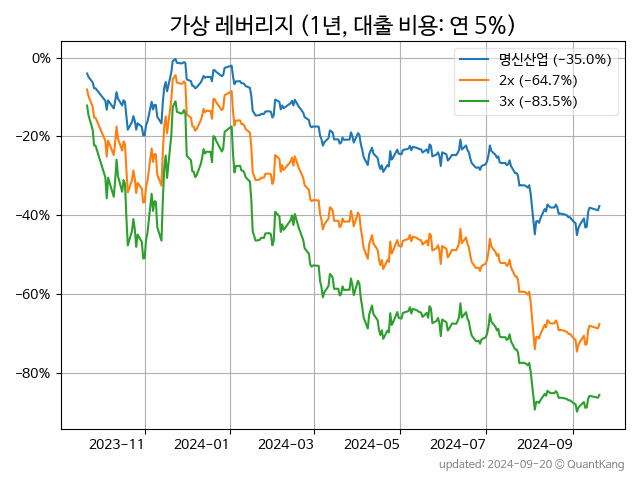 가상 레버리지 (1년, 대출 비용: 연 5%)
명신산업 (−35.0%)
2x (−64.7%)
3x (−83.5%)
0%
−20%
−40%
−60%
−80%
2023−11 2024−01 2024−03 2024−05 2024−07 2024−09
updated: 2024-09-20 © QuantKang